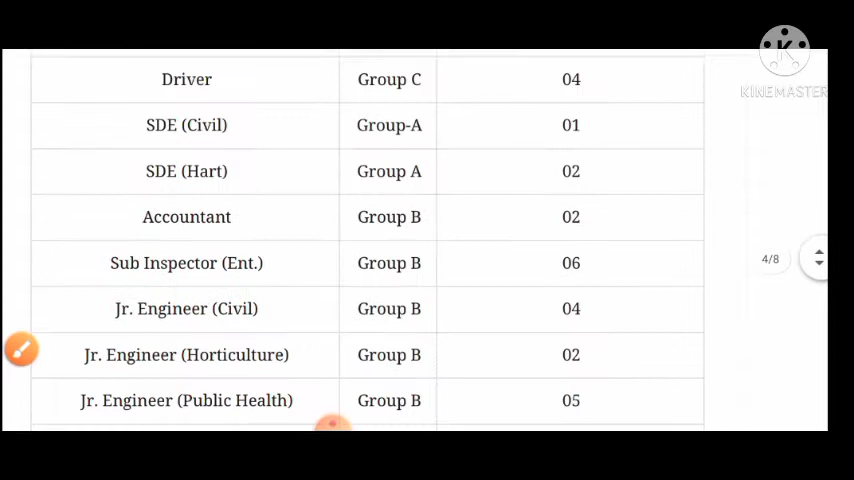 KINEMASTER
Driver Group C 04
SDE (Civil) Group-A 01
SDE (Hart) Group A 02
Accountant Group B 02
Sub Inspector (Ent.) Group B 06
4/8
Jr. Engineer (Civil) Group B 04
Jr. Engineer (Horticulture) Group B 02
Jr. Engineer (Public Health) Group B 05